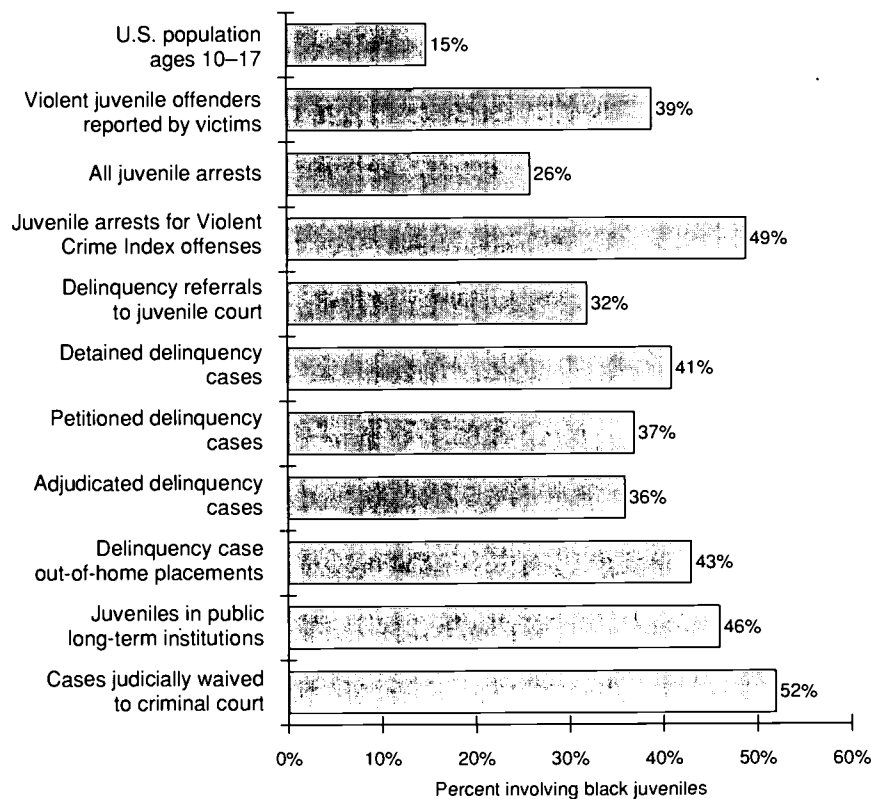 U.S. population
ages 10–17
15%
Violent juvenile offenders
reported by victims
39%
All juvenile arrests
26%
Juvenile arrests for Violent
Crime Index offenses
49%
Delinquency referrals
to juvenile court
32%
Detained delinquency
cases
41%
Petitioned delinquency
cases
37%
Adjudicated delinquency
cases
36%
Delinquency case
out-of-home placements
43%
Juveniles in public
long-term institutions
46%
Cases judicially waived
to criminal court
52%
0% 10% 20% 30% 40% 50% 60%
Percent involving black juveniles